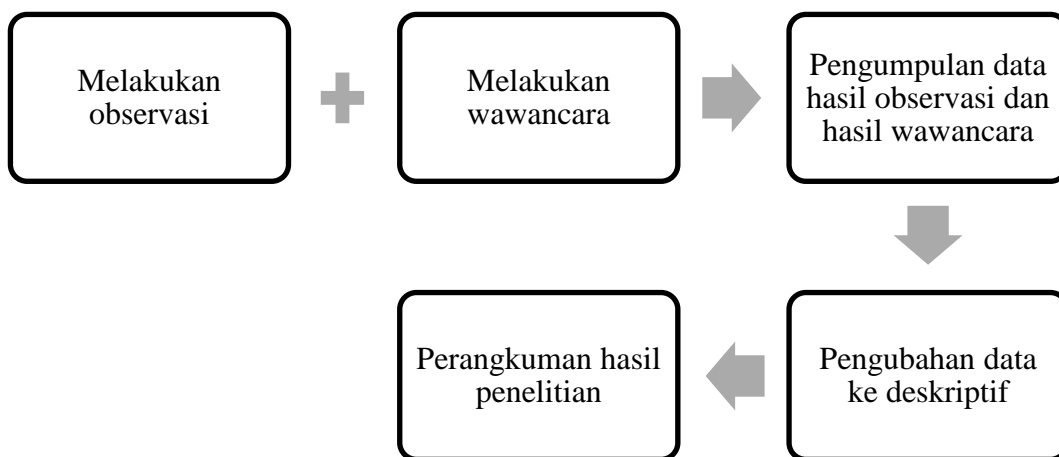 Melakukan
observasi
Melakukan
wawancara
Pengumpulan data
hasil observasi dan
hasil wawancara
Pengubahan data
ke deskriptif
Perangkuman hasil
penelitian